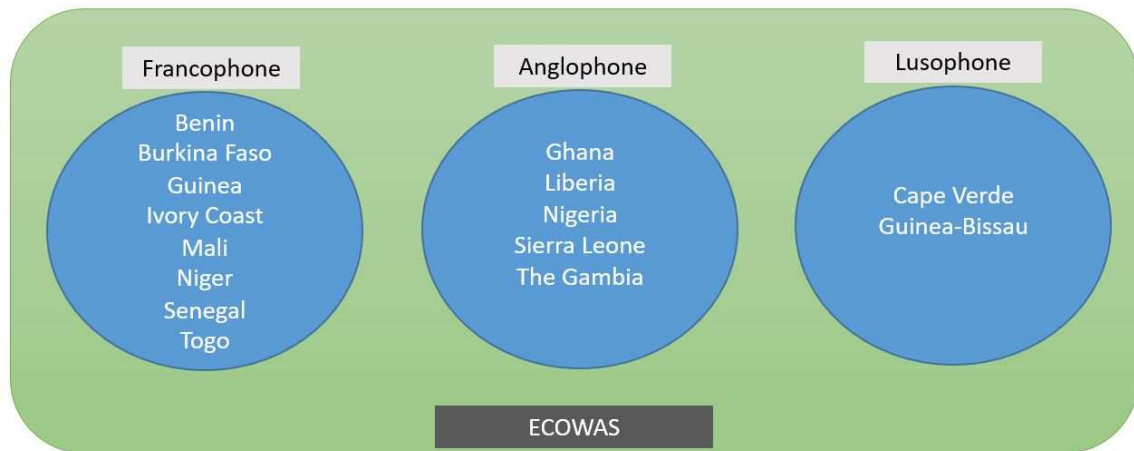 Francophone
Benin
Burkina Faso
Guinea
Ivory Coast
Mali
Niger
Senegal
Togo
Anglophone
Ghana
Liberia
Nigeria
Sierra Leone
The Gambia
Lusophone
Cape Verde
Guinea-Bissau
ECOWAS